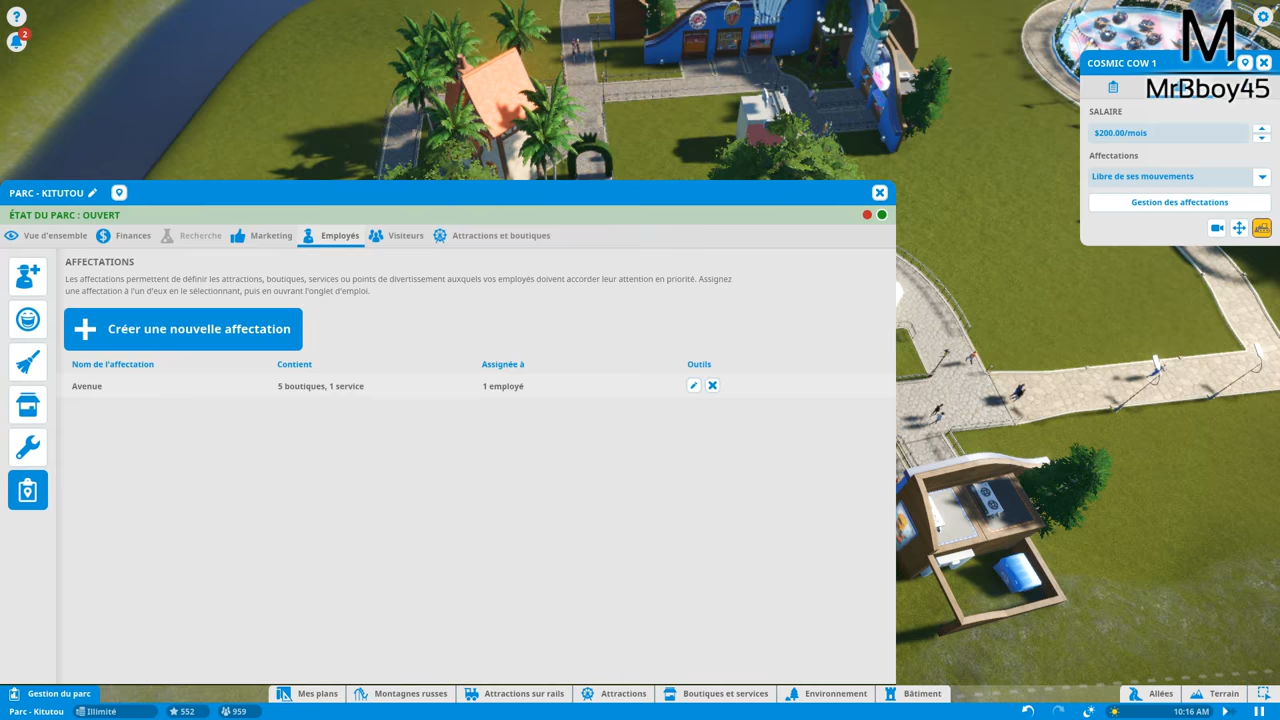 ?
2
M
COSMIC COW 1
MrBboy45
SALAIRE
$200.00/mois
Affectations
Libre de ses mouvements
Gestion des affectations
PARC - KITUTOU
ÉTAT DU PARC : OUVERT
Vue d'ensemble
Finances
Recherche
Marketing
Employés
Visiteurs
Attractions et boutiques
AFFECTATIONS
Les affectations permettent de définir les attractions, boutiques, services ou points de divertissement auxquels vos employés doivent accorder leur attention en priorité. Assignez
une affectation à l'un d'eux en le sélectionnant, puis en ouvrant l'onglet d'emploi.
Créer une nouvelle affectation
Nom de l'affectation Contient Assignée à Outils
Avenue 5 boutiques, 1 service 1 employé
Gestion du parc
Mes plans
Montagnes russes
Attractions sur rails
Attractions
Boutiques et services
Environnement
Bâtiment
Allées
Terrain
Parc - Kitutou
Illimité
552
959
10:16 AM